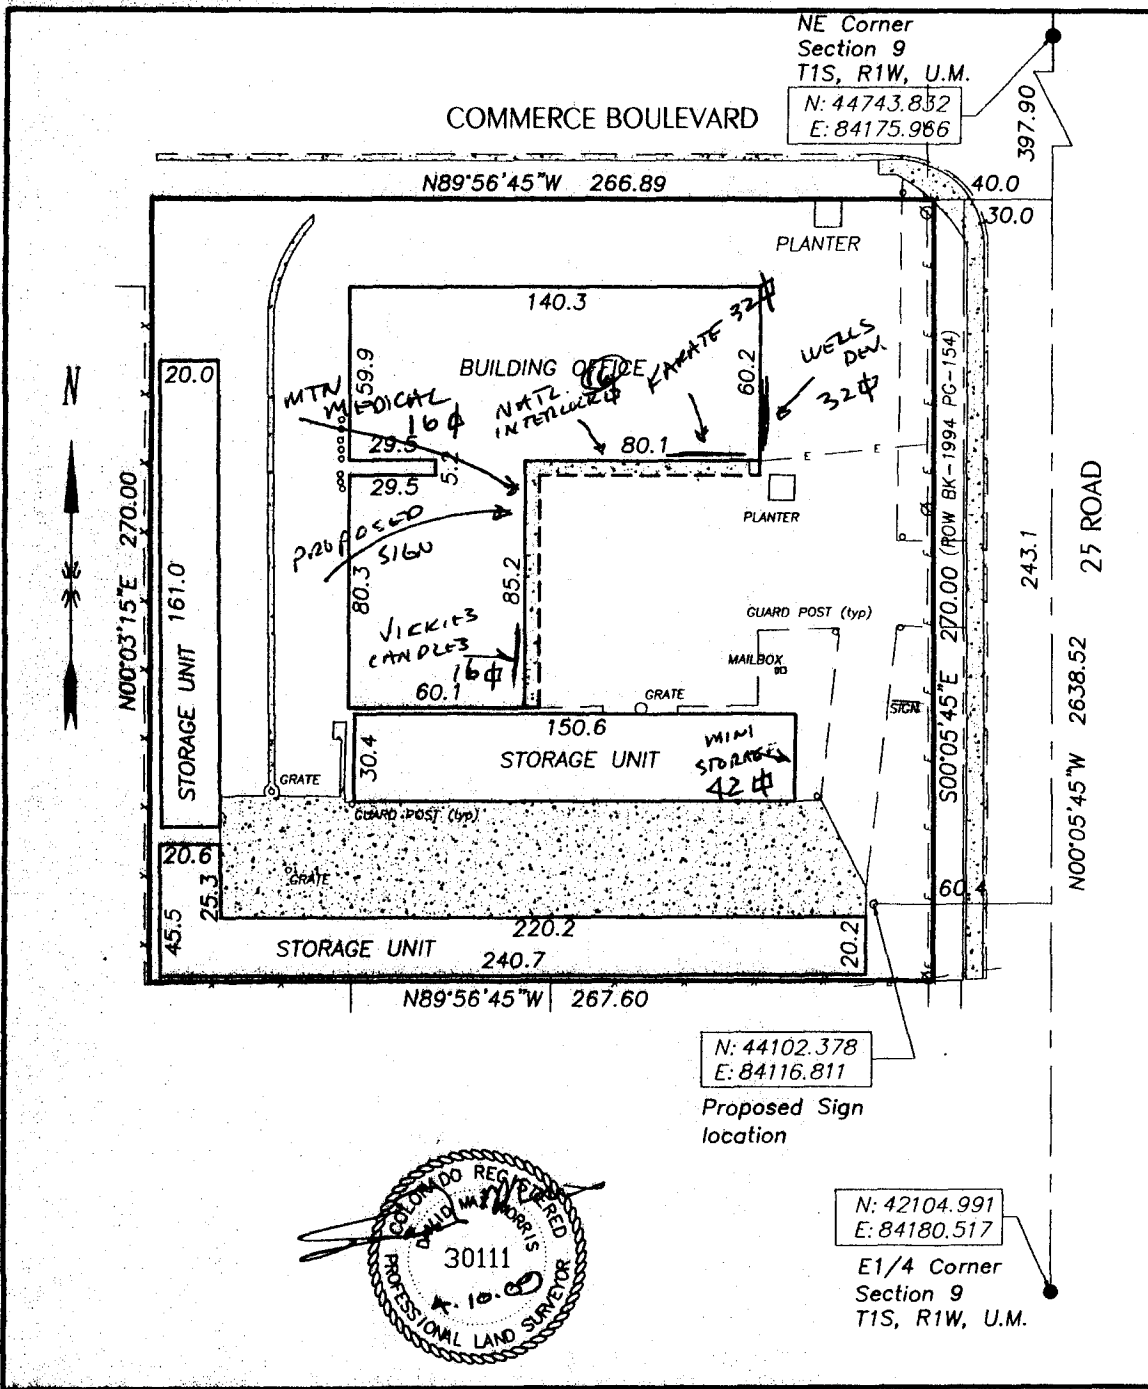 NE Corner
Section 9
T1S, R1W, U.M.
N: 44743.832
E: 84175.966
397.90
COMMERCE BOULEVARD
N89°56'45"W 266.89
40.0
30.0
PLANTER
140.3
BUILDING OFFICE
59.9
60.2
MTN
MEDICAL
16 ⏀
NATL
INTERLOCK
KARATE 32⏀
WELLS
DEV.
32⏀
29.5
5.2
29.5
80.1
PLANTER
PROPOSED
SIGN
80.3
85.2
VICKIES
CANDLES
16⏀
60.1
N
20.0
STORAGE UNIT 161.0
N00°03'15"E 270.00
GUARD POST (typ)
MAILBOX
GRATE
SIGN
S00°05'45"E 270.00 (ROW BK-1994 PG-154)
243.1
25 ROAD
N00°05'45"W 2638.52
150.6
STORAGE UNIT
30.4
MINI
STORAGE
42⏀
GRATE
GUARD POST (typ)
20.6
25.3
45.5
GRATE
60.4
220.2
STORAGE UNIT
240.7
20.2
N89°56'45"W 267.60
N: 44102.378
E: 84116.811
Proposed Sign
location
COLORADO REGISTERED
DAVID MAX MORRIS
30111
PROFESSIONAL LAND SURVEYOR
N: 42104.991
E: 84180.517
E1/4 Corner
Section 9
T1S, R1W, U.M.